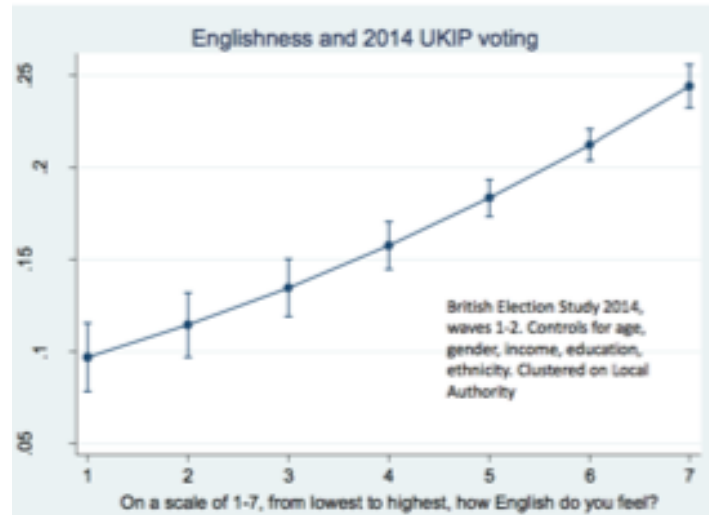 Englishness and 2014 UKIP voting
.25
.2
.15
.1
.05
British Election Study 2014,
waves 1-2. Controls for age,
gender, income, education,
ethnicity. Clustered on Local
Authority
1 2 3 4 5 6 7
On a scale of 1-7, from lowest to highest, how English do you feel?